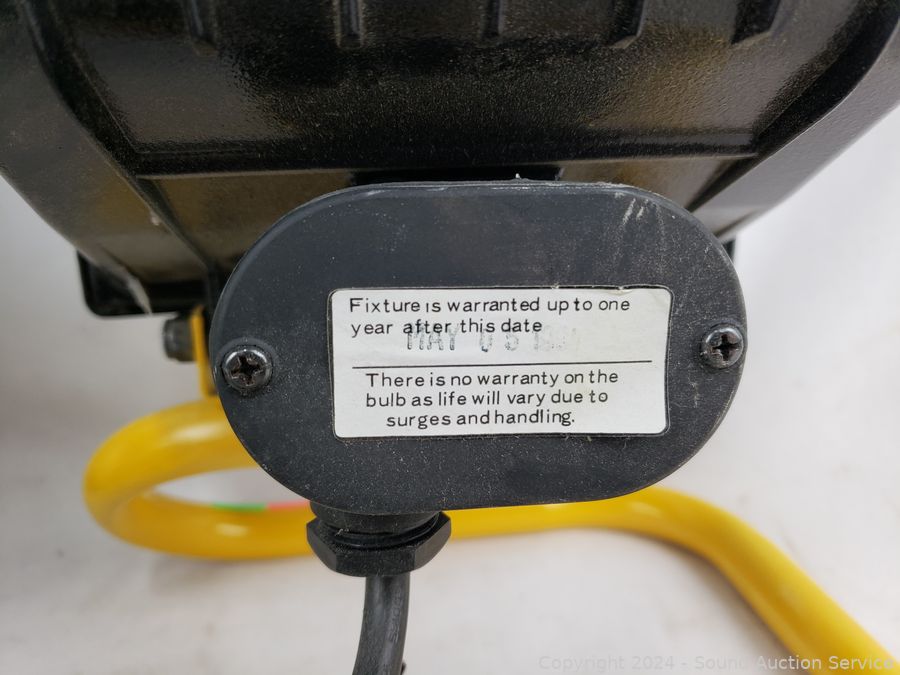 Fixture is warranted up to one
year after this date
MAY 05
There is no warranty on the
bulb as life will vary due to
surges and handling.
Copyright 2024 - Sound Auction Service